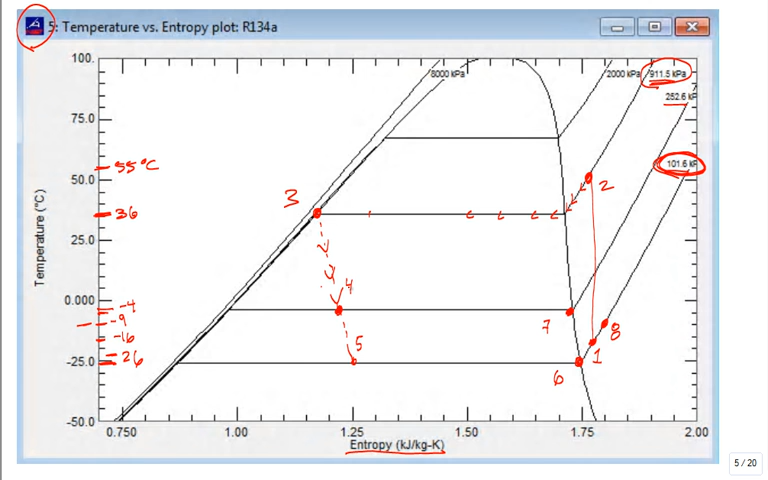 5: Temperature vs. Entropy plot: R134a
100.
75.0
50.0
25.0
0.000
-25.0
-50.0
Temperature (°C)
55°C
36
-4
-9
-16
-26
8000 kPa
2000 kPa
911.5 kPa
252.6 kP
101.6 kP
3
2
4
5
7
8
1
6
0.750
1.00
1.25
1.50
1.75
2.00
Entropy (kJ/kg-K)
5 / 20